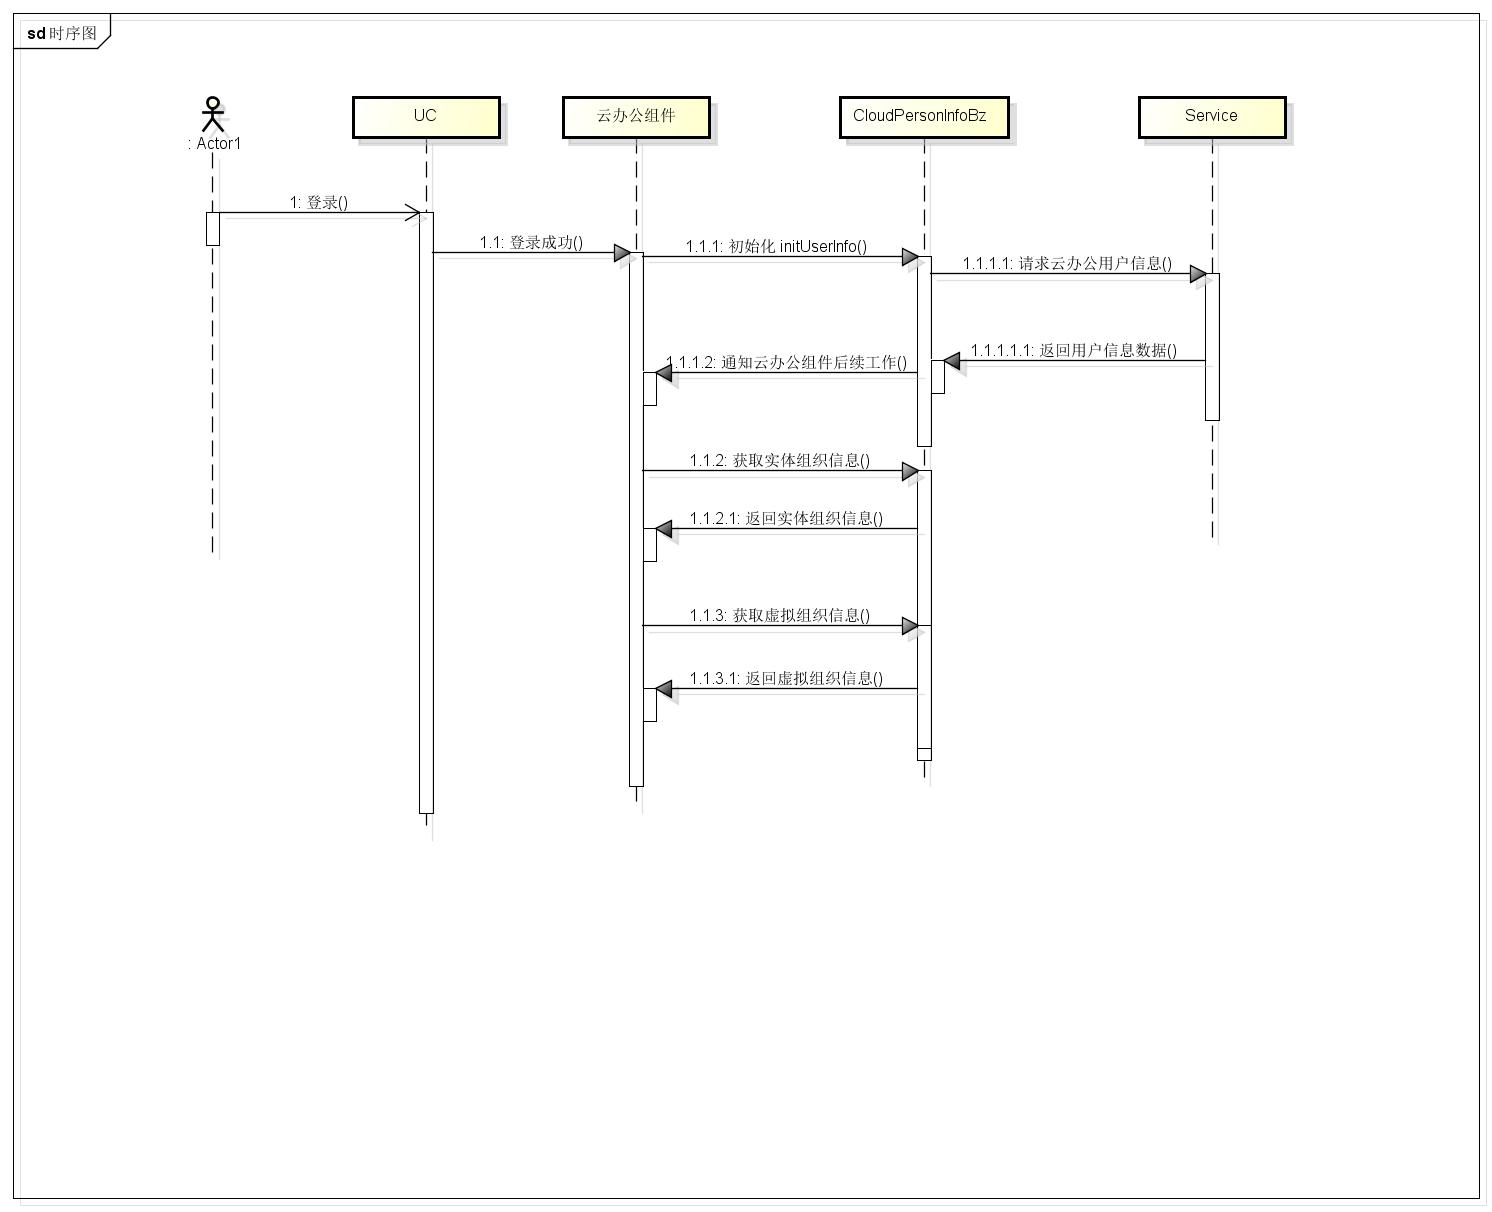 sd 时序图
: Actor1
UC
云办公组件
CloudPersonInfoBz
Service
1: 登录()
1.1: 登录成功()
1.1.1: 初始化 initUserInfo()
1.1.1.1: 请求云办公用户信息()
1.1.1.1.1: 返回用户信息数据()
1.1.1.2: 通知云办公组件后续工作()
1.1.2: 获取实体组织信息()
1.1.2.1: 返回实体组织信息()
1.1.3: 获取虚拟组织信息()
1.1.3.1: 返回虚拟组织信息()